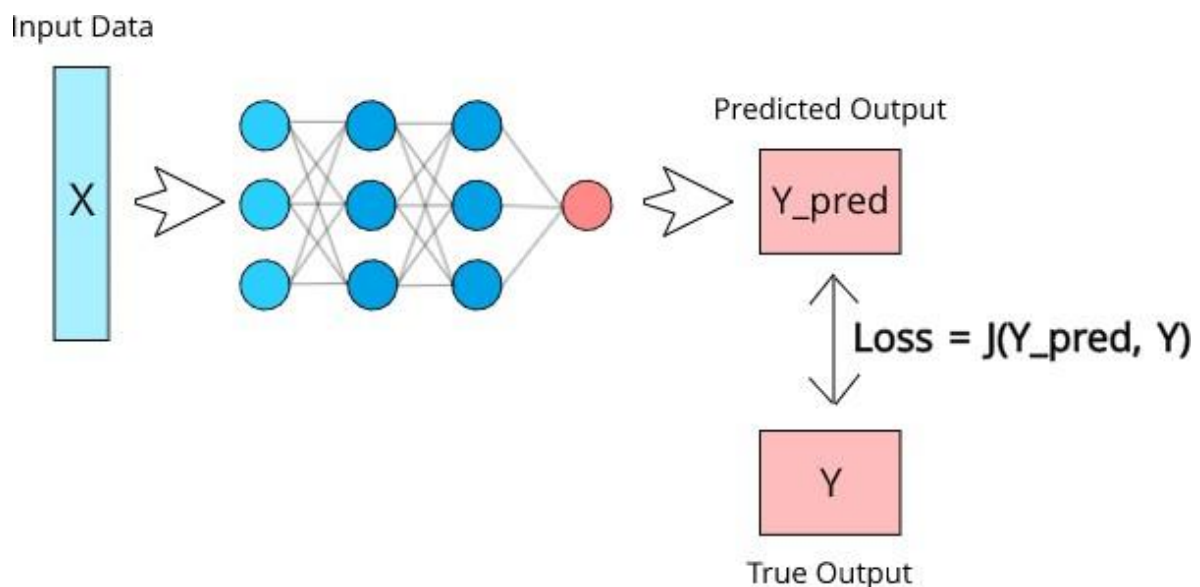 Input Data
X
Predicted Output
Y_pred
Loss = J(Y_pred, Y)
Y
True Output